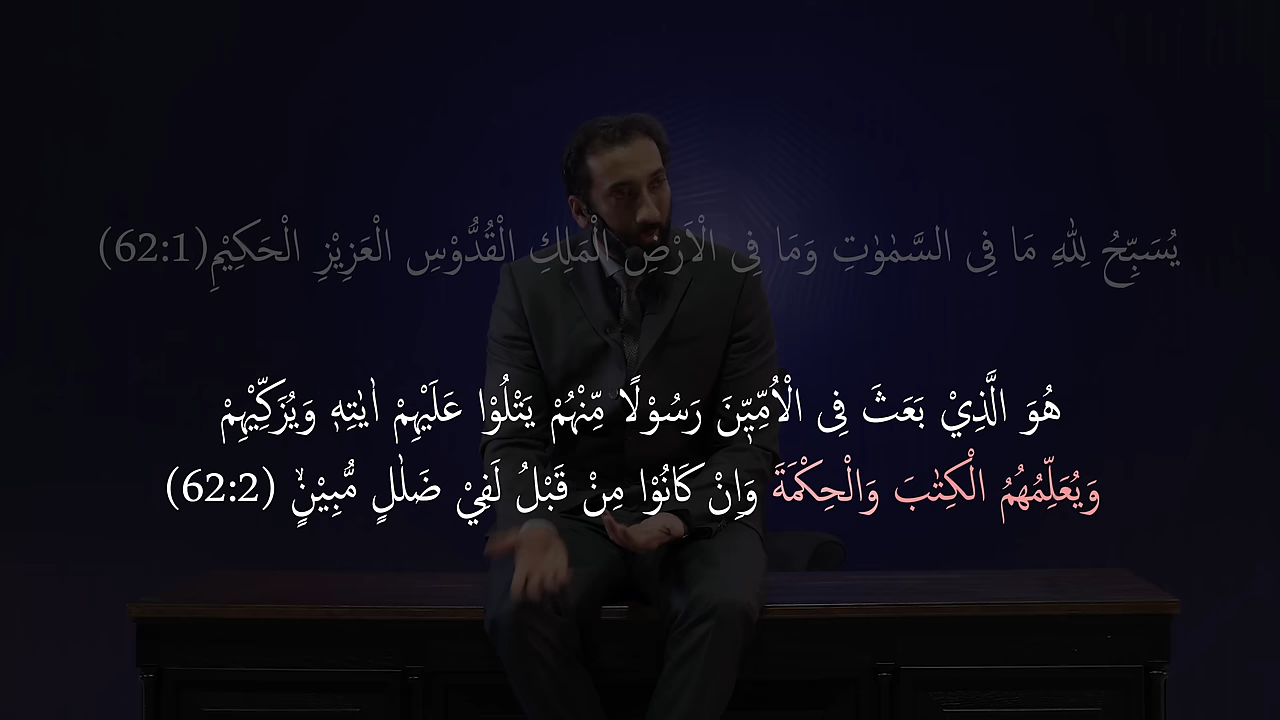 يُسَبِّحُ لِلّٰهِ مَا فِى السَّمٰوٰتِ وَمَا فِى الْاَرْضِ الْمَلِكِ الْقُدُّوْسِ الْعَزِيْزِ الْحَكِيْمِ(62:1)
هُوَ الَّذِيْ بَعَثَ فِى الْاُمِّيّٖنَ رَسُوْلًا مِّنْهُمْ يَتْلُوْا عَلَيْهِمْ اٰيٰتِهٖ وَيُزَكِّيْهِمْ
وَيُعَلِّمُهُمُ الْكِتٰبَ وَالْحِكْمَةَ وَاِنْ كَانُوْا مِنْ قَبْلُ لَفِيْ ضَلٰلٍ مُّبِيْنٍۙ (62:2)